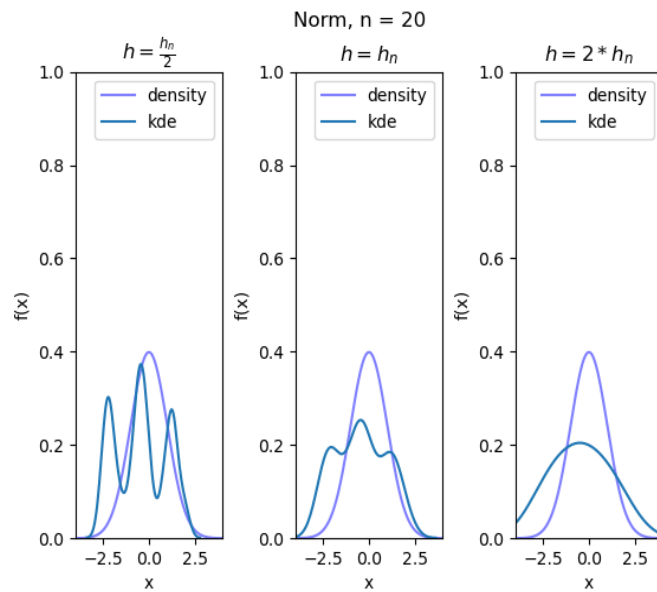 Norm, n = 20
h = h_n/2
h = h_n
h = 2 * h_n
density
kde
density
kde
density
kde
1.0
0.8
0.6
0.4
0.2
0.0
f(x)
−2.5 0.0 2.5
x
1.0
0.8
0.6
0.4
0.2
0.0
f(x)
−2.5 0.0 2.5
x
1.0
0.8
0.6
0.4
0.2
0.0
f(x)
−2.5 0.0 2.5
x